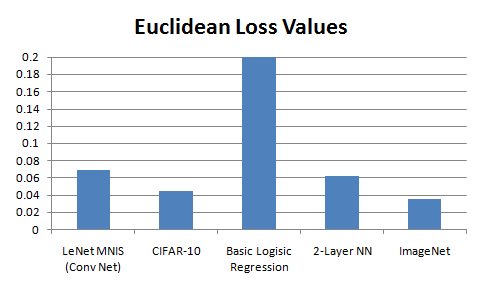 Euclidean Loss Values
0.2
0.18
0.16
0.14
0.12
0.1
0.08
0.06
0.04
0.02
0
LeNet MNIS
(Conv Net)
CIFAR-10
Basic Logisic
Regression
2-Layer NN
ImageNet